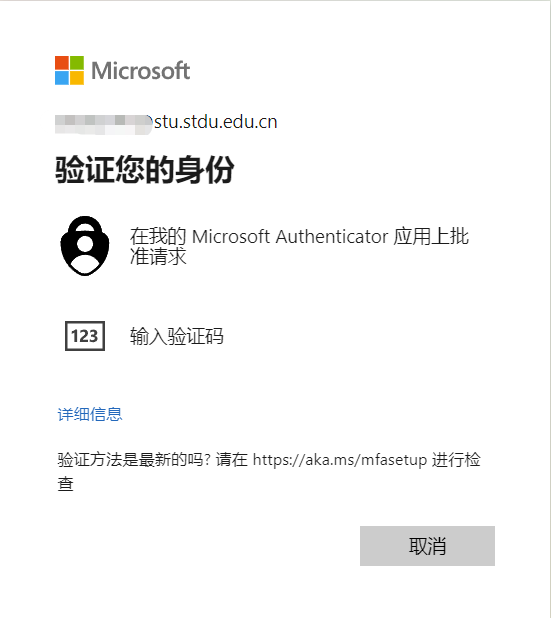 Microsoft
@stu.stdu.edu.cn
验证您的身份
在我的 Microsoft Authenticator 应用上批
准请求
123
输入验证码
详细信息
验证方法是最新的吗? 请在 https://aka.ms/mfasetup 进行检
查
取消